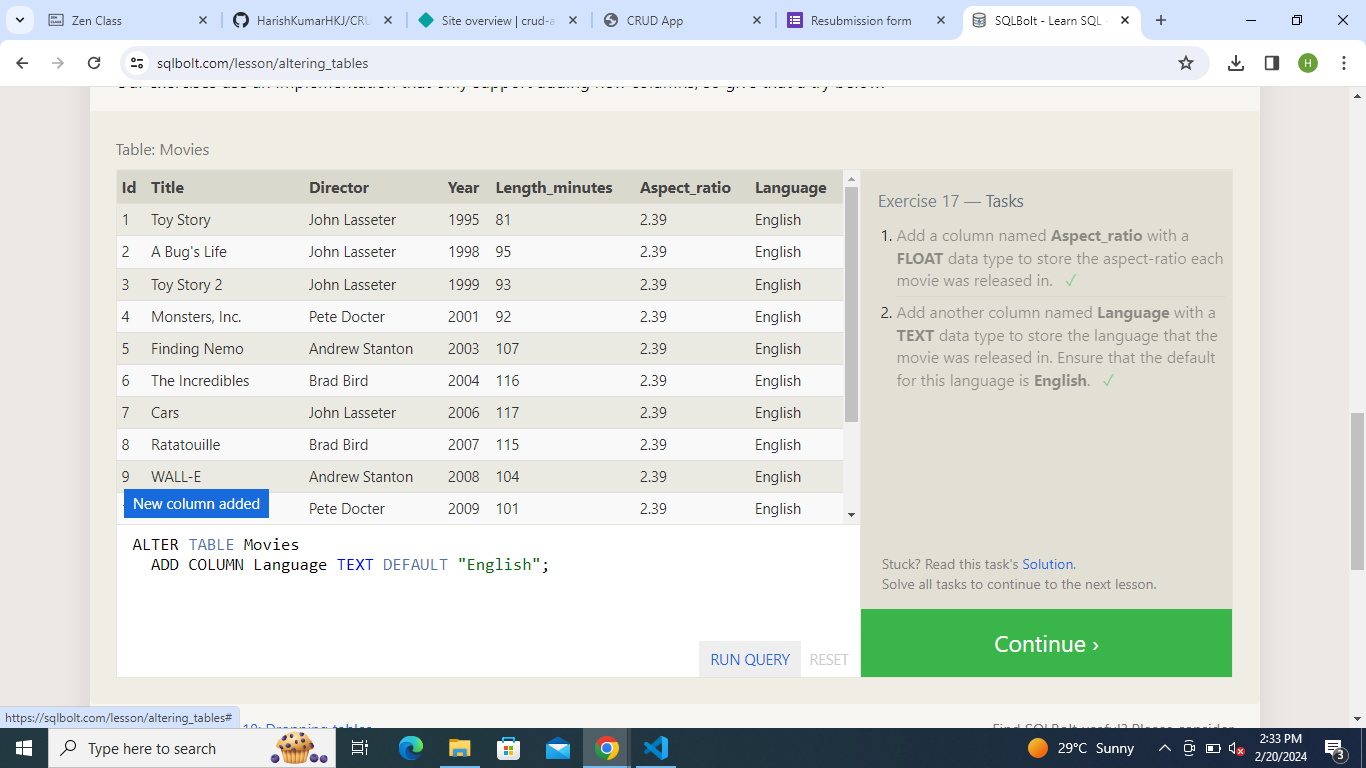 Zen Class
HarishKumarHKJ/CRU
Site overview | crud-a
CRUD App
Resubmission form
SQLBolt - Learn SQL
sqlbolt.com/lesson/altering_tables
H
Table: Movies
Id Title Director Year Length_minutes Aspect_ratio Language
1 Toy Story John Lasseter 1995 81 2.39 English
2 A Bug's Life John Lasseter 1998 95 2.39 English
3 Toy Story 2 John Lasseter 1999 93 2.39 English
4 Monsters, Inc. Pete Docter 2001 92 2.39 English
5 Finding Nemo Andrew Stanton 2003 107 2.39 English
6 The Incredibles Brad Bird 2004 116 2.39 English
7 Cars John Lasseter 2006 117 2.39 English
8 Ratatouille Brad Bird 2007 115 2.39 English
9 WALL-E Andrew Stanton 2008 104 2.39 English
Pete Docter 2009 101 2.39 English
New column added
ALTER TABLE Movies
ADD COLUMN Language TEXT DEFAULT "English";
RUN QUERY RESET
Exercise 17 — Tasks
1. Add a column named Aspect_ratio with a
FLOAT data type to store the aspect-ratio each
movie was released in. ✓
2. Add another column named Language with a
TEXT data type to store the language that the
movie was released in. Ensure that the default
for this language is English. ✓
Stuck? Read this task's Solution.
Solve all tasks to continue to the next lesson.
Continue ›
https://sqlbolt.com/lesson/altering_tables#
Type here to search
29°C Sunny
2:33 PM
2/20/2024
3